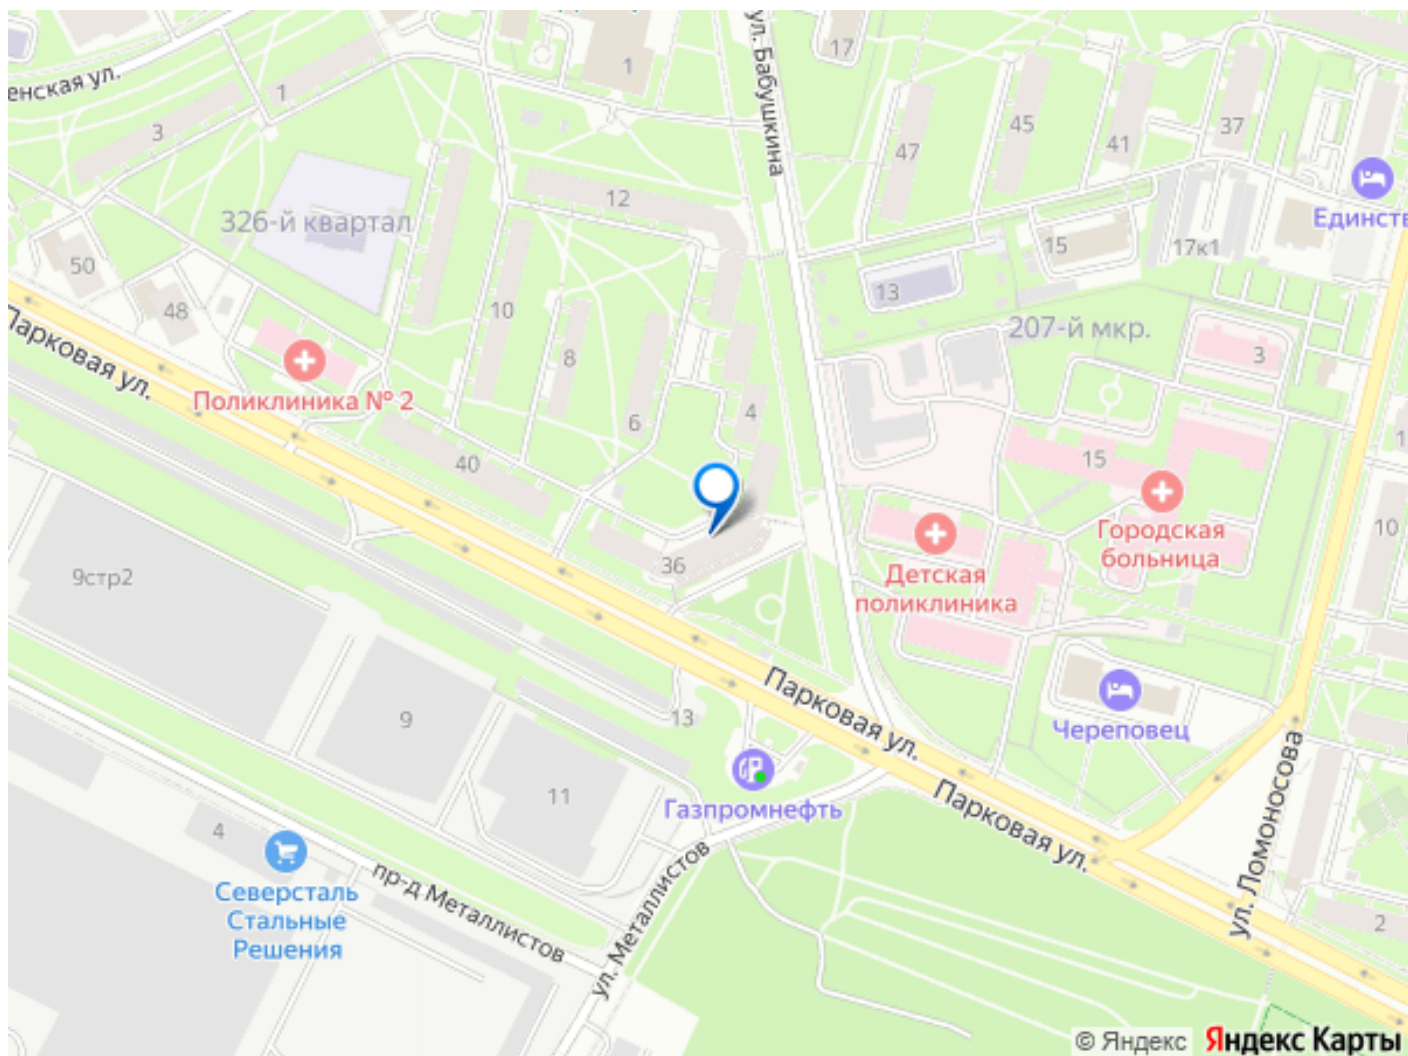 17
1
енская ул.
1
3
ул. Бабушкина
47
45
41
37
Единств
12
326-й квартал
15
17к1
50
48
10
13
207-й мкр.
3
8
Парковая ул.
Поликлиника № 2
6
4
40
15
Городская
больница
10
36
Детская
поликлиника
9стр2
9
13
Парковая ул.
Череповец
11
Газпромнефть
Парковая ул.
ул. Ломоносова
4
Северсталь
Стальные
Решения
пр-д Металлистов
ул. Металлистов
2
© Яндекс Яндекс Карты